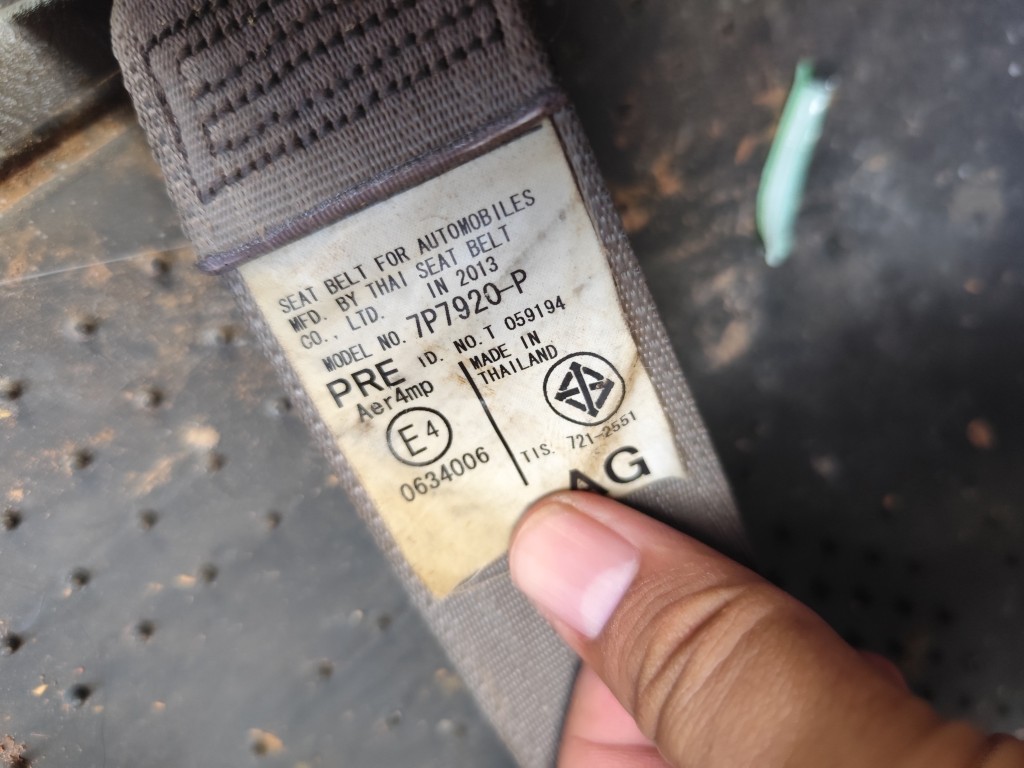 SEAT BELT FOR AUTOMOBILES
MFD. BY THAI SEAT BELT
CO., LTD. IN 2013
MODEL NO. 7P7920-P
PRE ID. NO. T 059194
Aer4mp
E4
0634006
MADE IN
THAILAND
TIS. 721-2551
AG